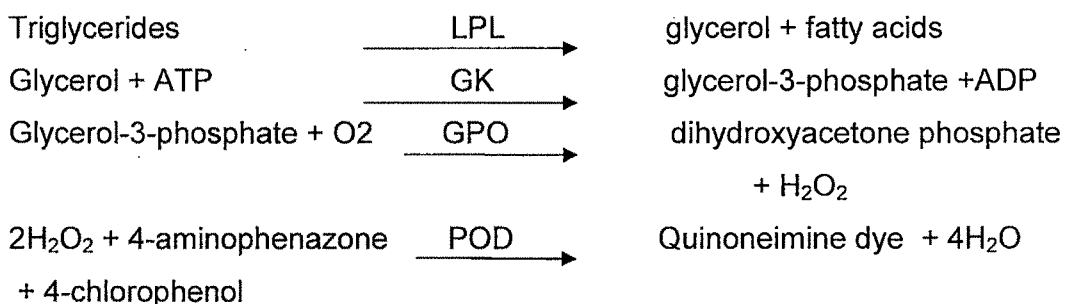 Triglycerides LPL glycerol + fatty acids
Glycerol + ATP GK glycerol-3-phosphate +ADP
Glycerol-3-phosphate + O2 GPO dihydroxyacetone phosphate
+ H₂O₂
2H₂O₂ + 4-aminophenazone POD Quinoneimine dye + 4H₂O
+ 4-chlorophenol